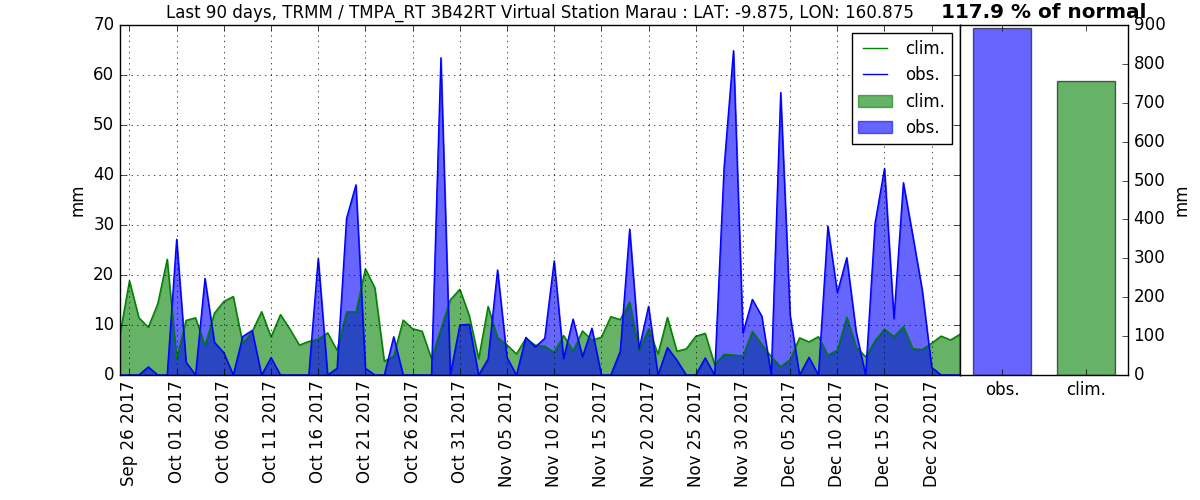 Last 90 days, TRMM / TMPA_RT 3B42RT Virtual Station Marau : LAT: -9.875, LON: 160.875
117.9 % of normal
70
60
50
40
30
20
10
0
mm
clim.
obs.
clim.
obs.
Sep 26 2017
Oct 01 2017
Oct 06 2017
Oct 11 2017
Oct 16 2017
Oct 21 2017
Oct 26 2017
Oct 31 2017
Nov 05 2017
Nov 10 2017
Nov 15 2017
Nov 20 2017
Nov 25 2017
Nov 30 2017
Dec 05 2017
Dec 10 2017
Dec 15 2017
Dec 20 2017
900
800
700
600
500
400
300
200
100
0
mm
obs.
clim.